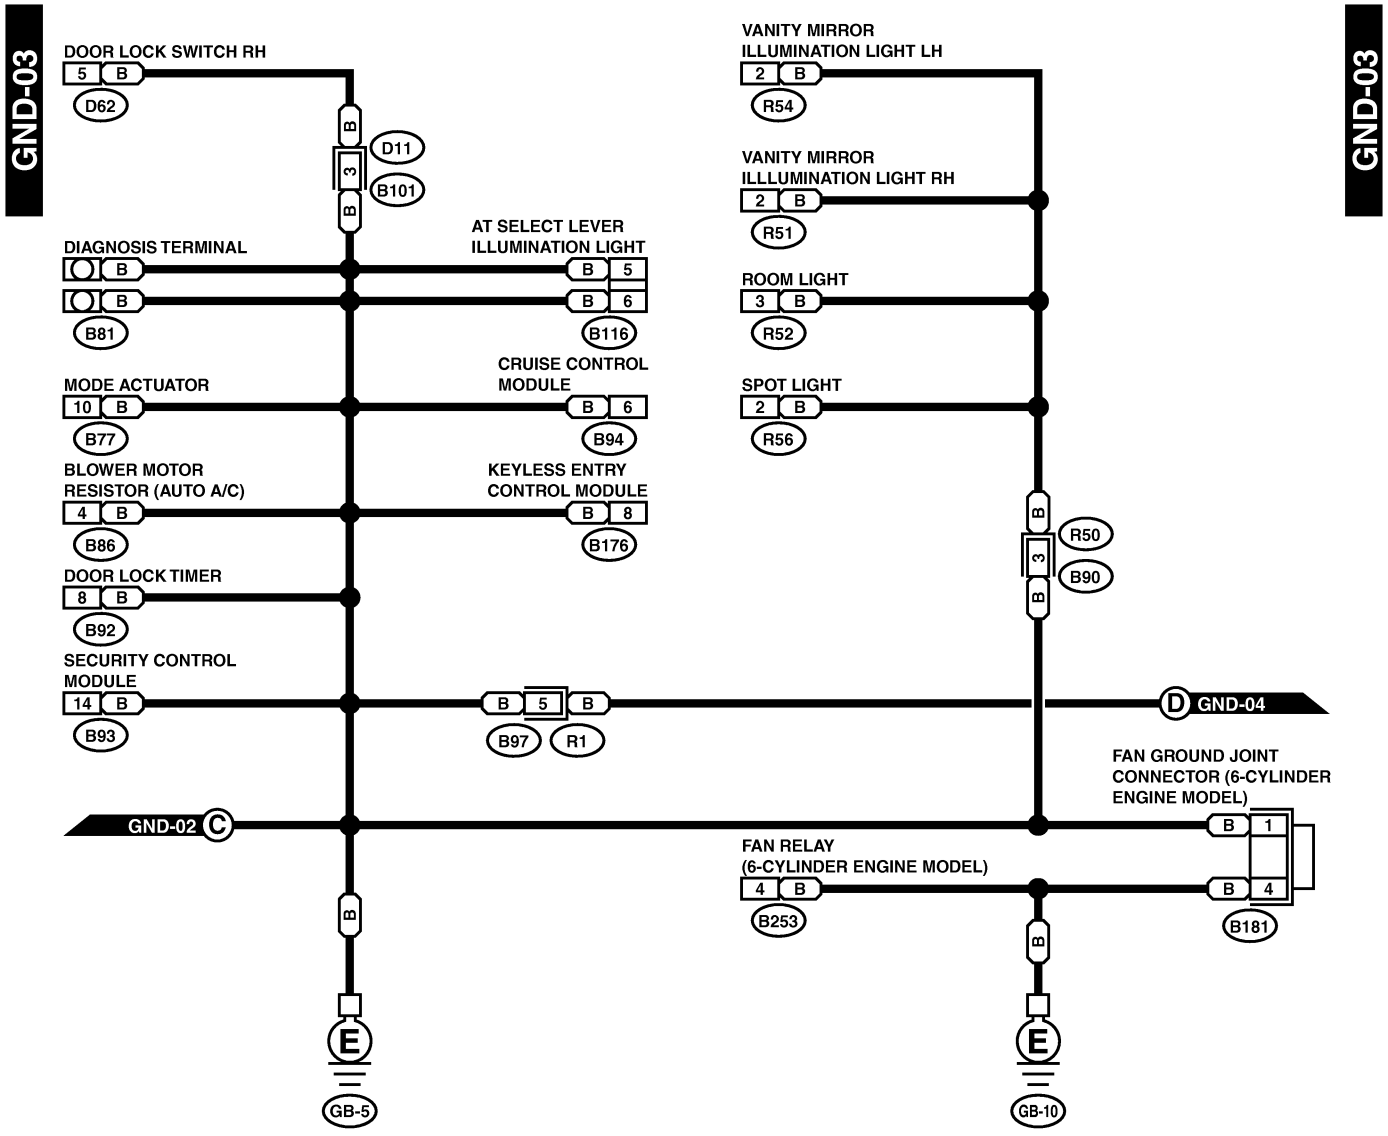 GND-03
GND-03
DOOR LOCK SWITCH RH
5 B
D62
B
D11
3
B101
B
DIAGNOSIS TERMINAL
B
B
B81
AT SELECT LEVER
ILLUMINATION LIGHT
B 5
B 6
B116
MODE ACTUATOR
10 B
B77
CRUISE CONTROL
MODULE
B 6
B94
BLOWER MOTOR
RESISTOR (AUTO A/C)
4 B
B86
KEYLESS ENTRY
CONTROL MODULE
B 8
B176
DOOR LOCK TIMER
8 B
B92
SECURITY CONTROL
MODULE
14 B
B93
B 5 B
B97 R1
D GND-04
GND-02 C
B
E
GB-5
VANITY MIRROR
ILLUMINATION LIGHT LH
2 B
R54
VANITY MIRROR
ILLLUMINATION LIGHT RH
2 B
R51
ROOM LIGHT
3 B
R52
SPOT LIGHT
2 B
R56
B
R50
3
B90
B
FAN GROUND JOINT
CONNECTOR (6-CYLINDER
ENGINE MODEL)
B 1
B 4
B181
FAN RELAY
(6-CYLINDER ENGINE MODEL)
4 B
B253
B
E
GB-10